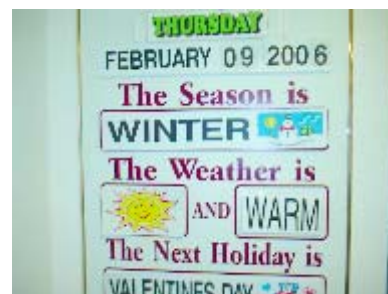 THURSDAY
FEBRUARY 09 2006
The Season is
WINTER
The Weather is
AND WARM
The Next Holiday is
VALENTINES DAY